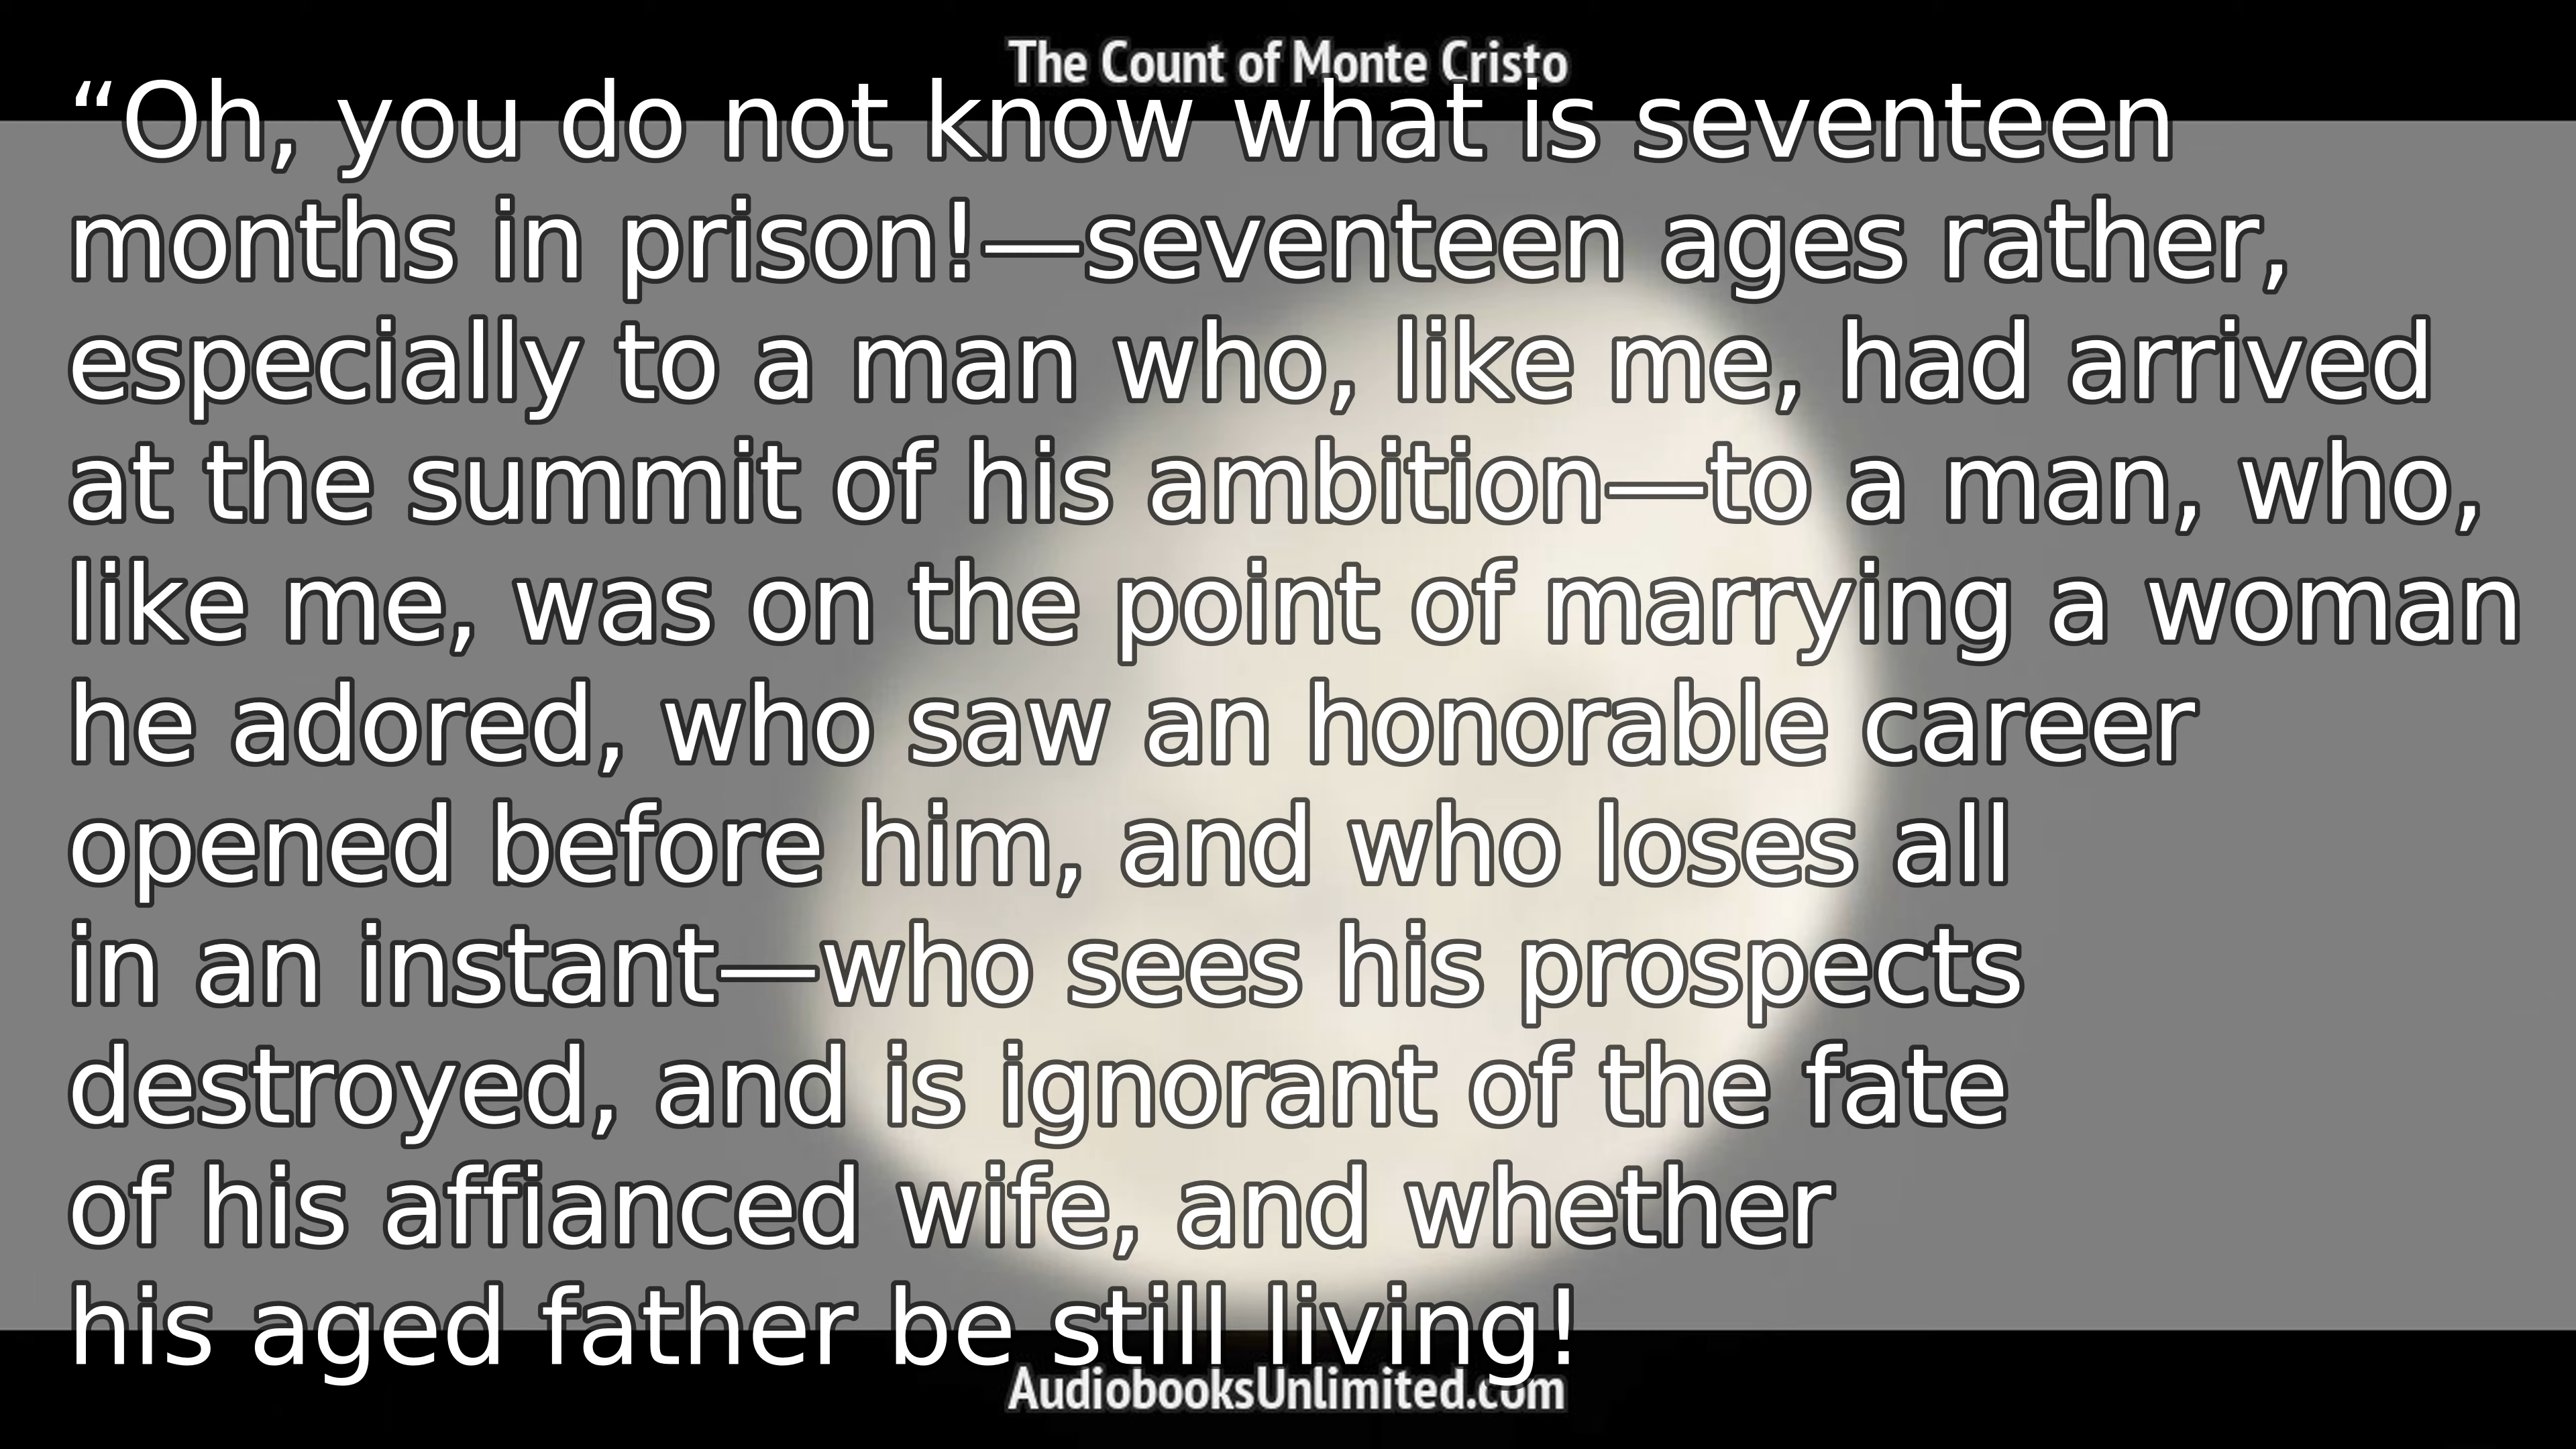 The Count of Monte Cristo
“Oh, you do not know what is seventeen
months in prison!—seventeen ages rather,
especially to a man who, like me, had arrived
at the summit of his ambition—to a man, who,
like me, was on the point of marrying a woman
he adored, who saw an honorable career
opened before him, and who loses all
in an instant—who sees his prospects
destroyed, and is ignorant of the fate
of his affianced wife, and whether
his aged father be still living!
AudiobooksUnlimited.com